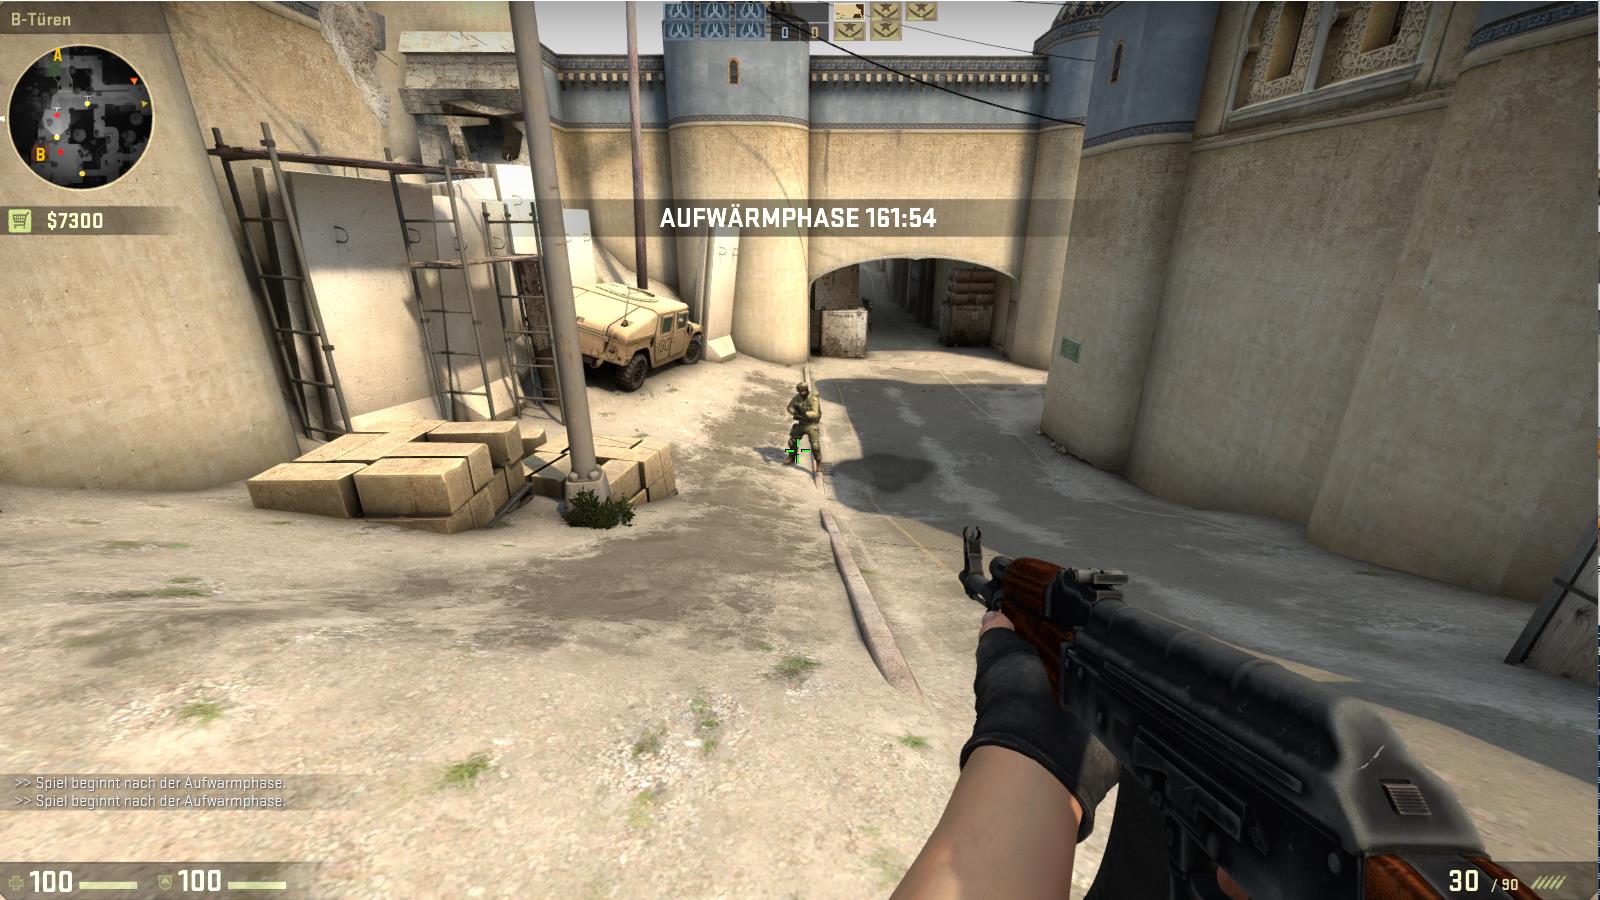 B-Türen
A
B
0 0
$7300
AUFWÄRMPHASE 161:54
>> Spiel beginnt nach der Aufwärmphase.
>> Spiel beginnt nach der Aufwärmphase.
100 100
30 / 90